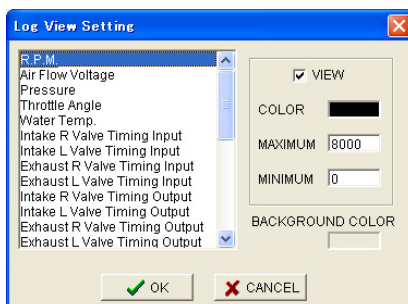 Log View Setting
R.P.M.
Air Flow Voltage
Pressure
Throttle Angle
Water Temp.
Intake R Valve Timing Input
Intake L Valve Timing Input
Exhaust R Valve Timing Input
Exhaust L Valve Timing Input
Intake R Valve Timing Output
Intake L Valve Timing Output
Exhaust R Valve Timing Output
Exhaust L Valve Timing Output
VIEW
COLOR
MAXIMUM 8000
MINIMUM 0
BACKGROUND COLOR
OK CANCEL